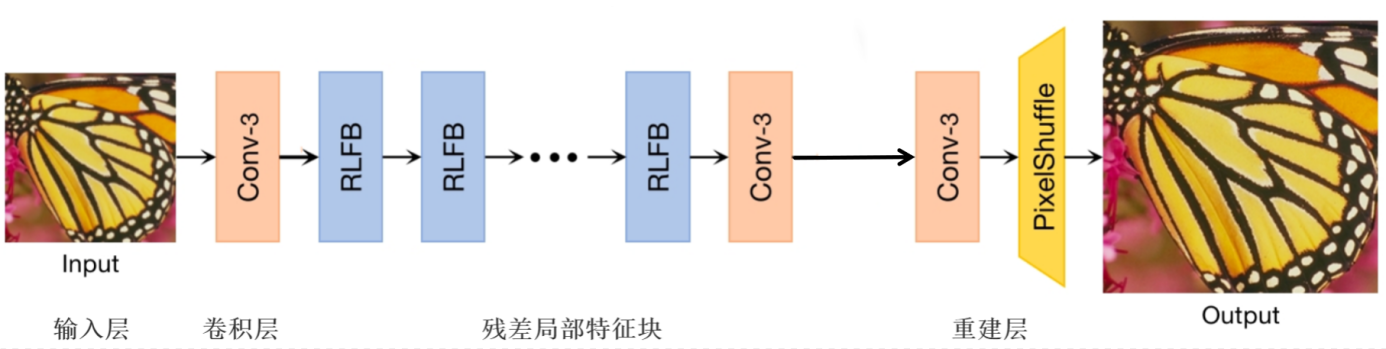 Conv-3
RLFB
RLFB
RLFB
Conv-3
Conv-3
PixelShuffle
Input
Output
输入层
卷积层
残差局部特征块
重建层